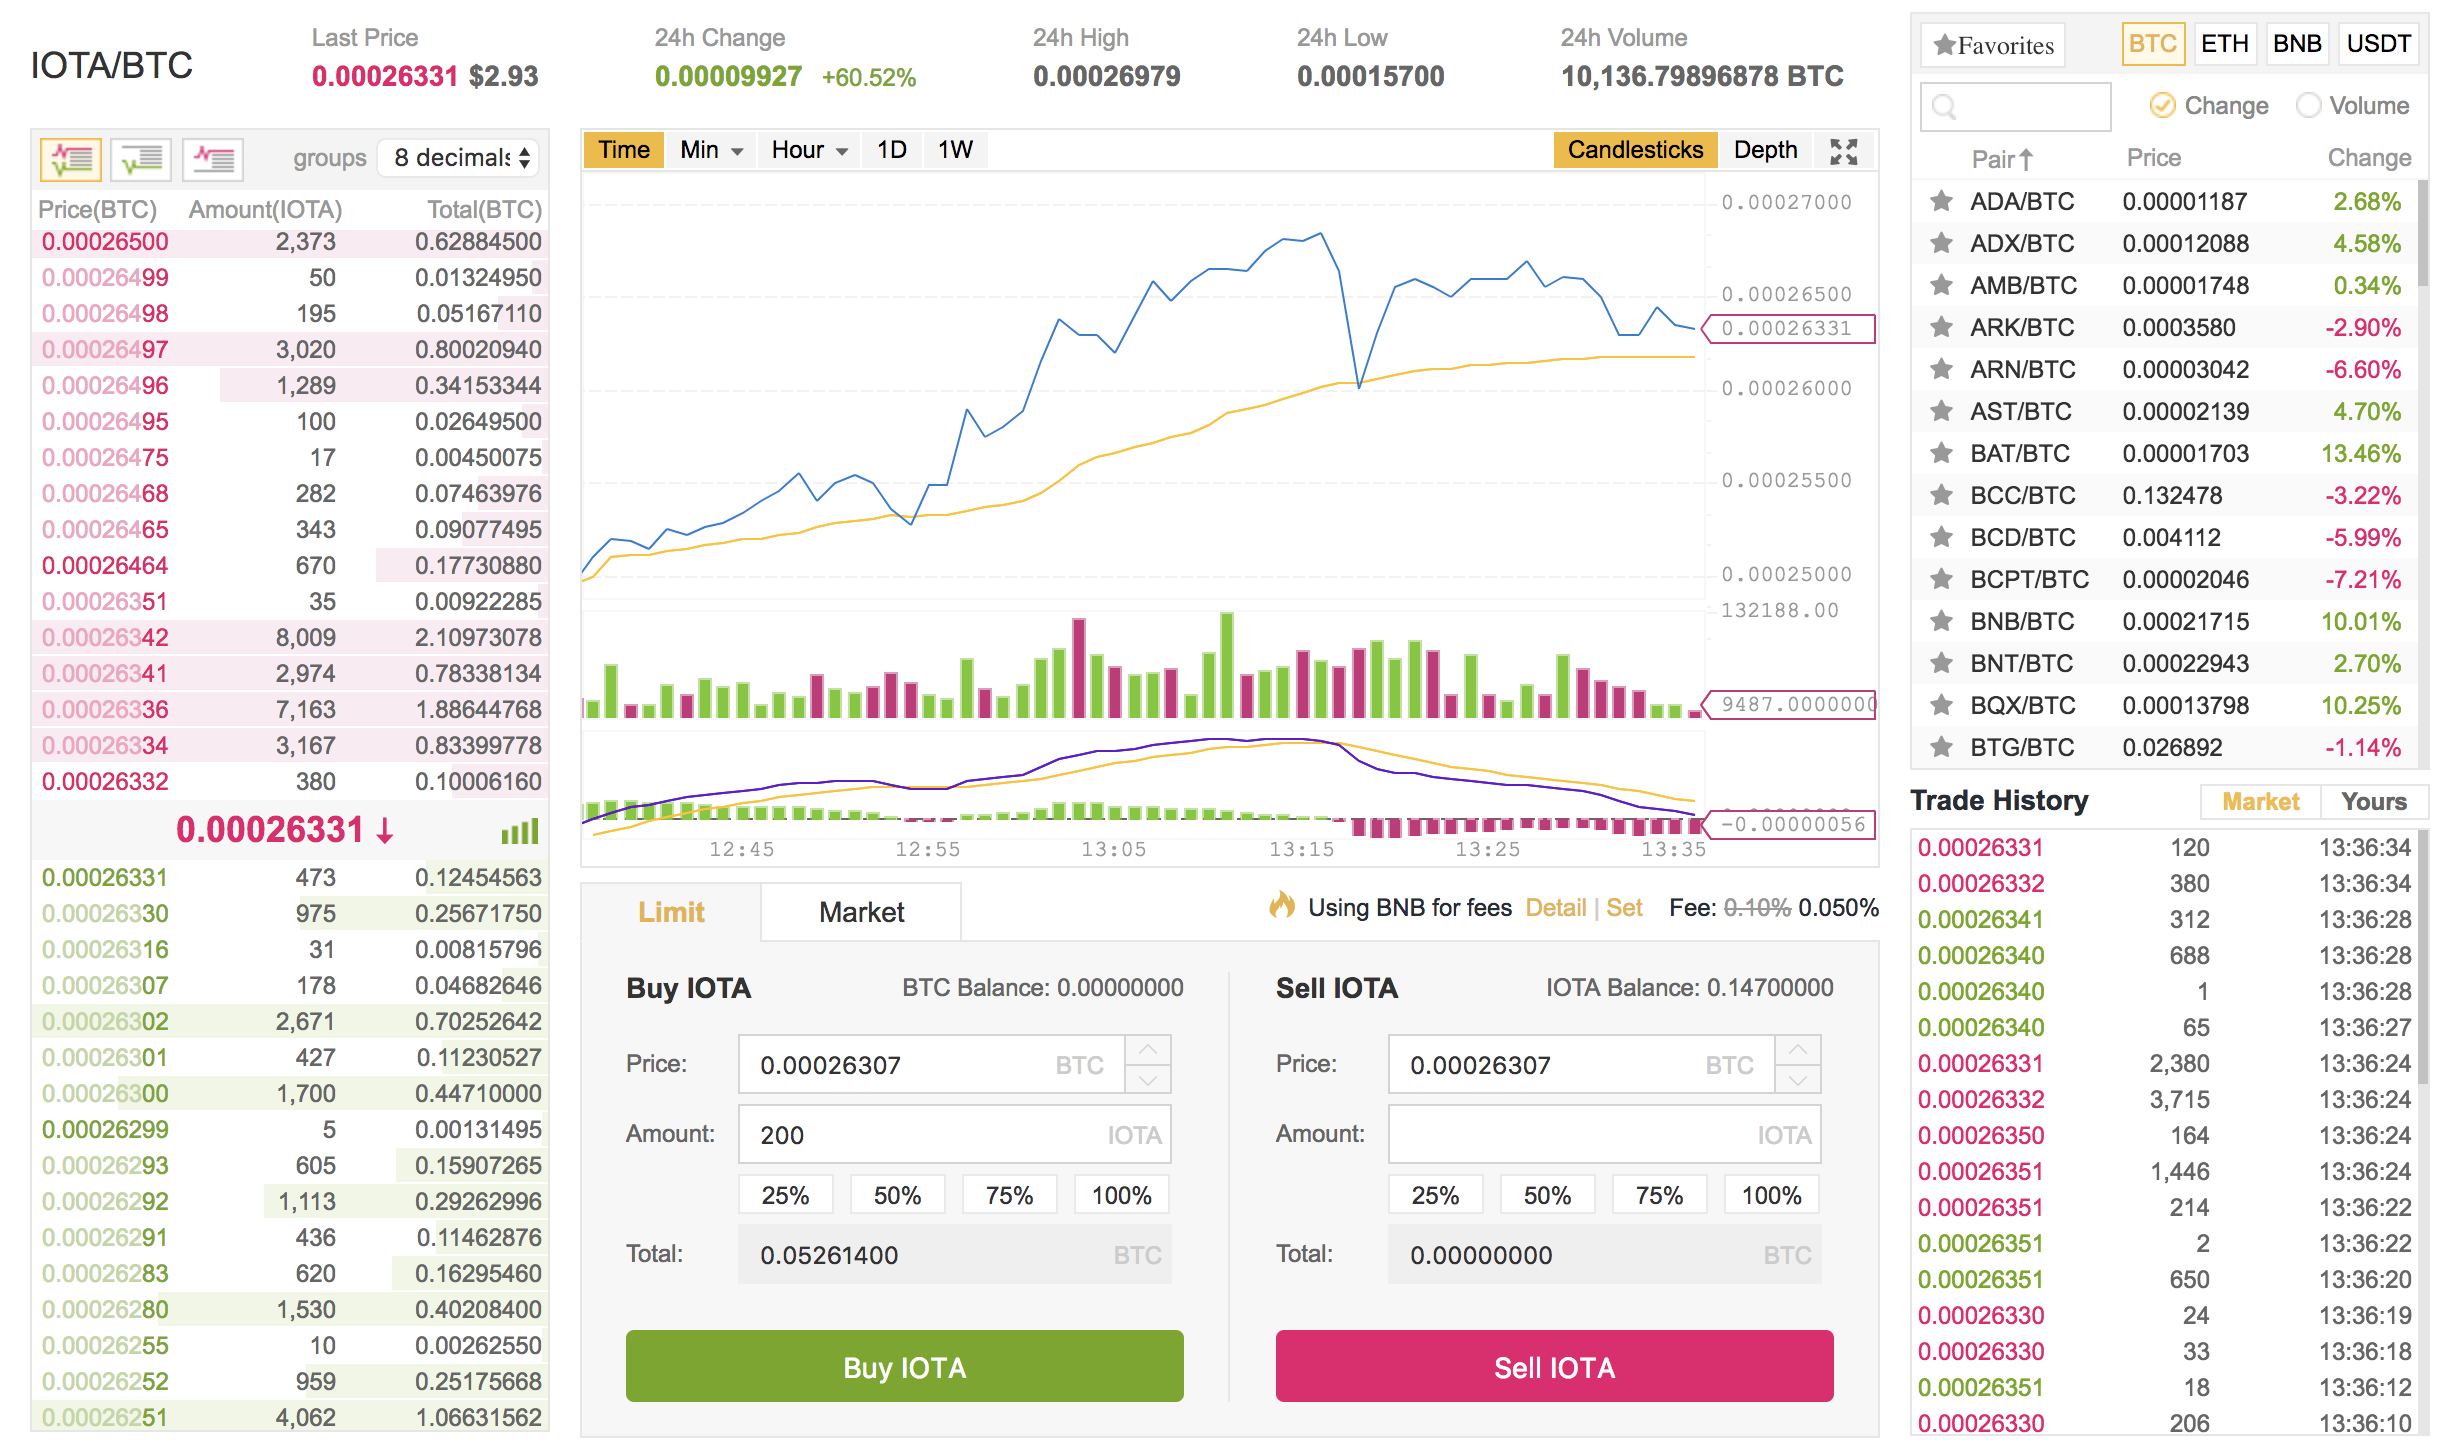 IOTA/BTC
Last Price
0.00026331 $2.93
24h Change
0.00009927 +60.52%
24h High
0.00026979
24h Low
0.00015700
24h Volume
10,136.79896878 BTC
groups 8 decimals
Price(BTC) Amount(IOTA) Total(BTC)
0.00026500 2,373 0.62884500
0.00026499 50 0.01324950
0.00026498 195 0.05167110
0.00026497 3,020 0.80020940
0.00026496 1,289 0.34153344
0.00026495 100 0.02649500
0.00026475 17 0.00450075
0.00026468 282 0.07463976
0.00026465 343 0.09077495
0.00026464 670 0.17730880
0.00026351 35 0.00922285
0.00026342 8,009 2.10973078
0.00026341 2,974 0.78338134
0.00026336 7,163 1.88644768
0.00026334 3,167 0.83399778
0.00026332 380 0.10006160
0.00026331 ↓
0.00026331 473 0.12454563
0.00026330 975 0.25671750
0.00026316 31 0.00815796
0.00026307 178 0.04682646
0.00026302 2,671 0.70252642
0.00026301 427 0.11230527
0.00026300 1,700 0.44710000
0.00026299 5 0.00131495
0.00026293 605 0.15907265
0.00026292 1,113 0.29262996
0.00026291 436 0.11462876
0.00026283 620 0.16295460
0.00026280 1,530 0.40208400
0.00026255 10 0.00262550
0.00026252 959 0.25175668
0.00026251 4,062 1.06631562
Time Min Hour 1D 1W Candlesticks Depth
0.00027000
0.00026500
0.00026331
0.00026000
0.00025500
0.00025000
132188.00
9487.0000000
-0.00000056
12:45 12:55 13:05 13:15 13:25 13:35
Limit Market
Using BNB for fees Detail | Set Fee: 0.10% 0.050%
Buy IOTA BTC Balance: 0.00000000
Price: 0.00026307 BTC
Amount: 200 IOTA
25% 50% 75% 100%
Total: 0.05261400 BTC
Buy IOTA
Sell IOTA IOTA Balance: 0.14700000
Price: 0.00026307 BTC
Amount: IOTA
25% 50% 75% 100%
Total: 0.00000000 BTC
Sell IOTA
Favorites BTC ETH BNB USDT
Change Volume
Pair↑ Price Change
ADA/BTC 0.00001187 2.68%
ADX/BTC 0.00012088 4.58%
AMB/BTC 0.00001748 0.34%
ARK/BTC 0.0003580 -2.90%
ARN/BTC 0.00003042 -6.60%
AST/BTC 0.00002139 4.70%
BAT/BTC 0.00001703 13.46%
BCC/BTC 0.132478 -3.22%
BCD/BTC 0.004112 -5.99%
BCPT/BTC 0.00002046 -7.21%
BNB/BTC 0.00021715 10.01%
BNT/BTC 0.00022943 2.70%
BQX/BTC 0.00013798 10.25%
BTG/BTC 0.026892 -1.14%
Trade History Market Yours
0.00026331 120 13:36:34
0.00026332 380 13:36:34
0.00026341 312 13:36:28
0.00026340 688 13:36:28
0.00026340 1 13:36:28
0.00026340 65 13:36:27
0.00026331 2,380 13:36:24
0.00026332 3,715 13:36:24
0.00026350 164 13:36:24
0.00026351 1,446 13:36:24
0.00026351 214 13:36:22
0.00026351 2 13:36:22
0.00026351 650 13:36:20
0.00026330 24 13:36:19
0.00026330 33 13:36:18
0.00026351 18 13:36:12
0.00026330 206 13:36:10